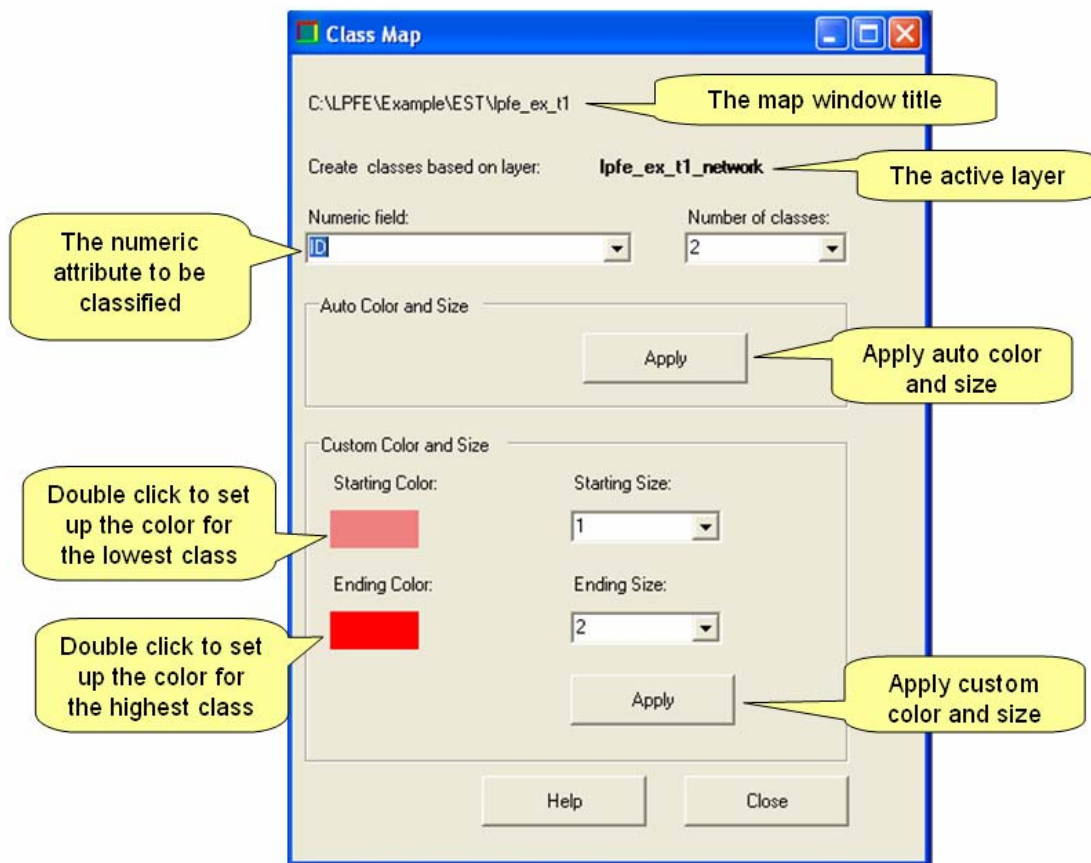 Class Map
C:\LPFE\Example\EST\lpfe_ex_t1
The map window title
Create classes based on layer:
lpfe_ex_t1_network
The active layer
Numeric field:
Number of classes:
The numeric
attribute to be
classified
ID
2
Auto Color and Size
Apply
Apply auto color
and size
Custom Color and Size
Starting Color:
Starting Size:
Double click to set
up the color for
the lowest class
1
Ending Color:
Ending Size:
Double click to set
up the color for
the highest class
2
Apply
Apply custom
color and size
Help
Close